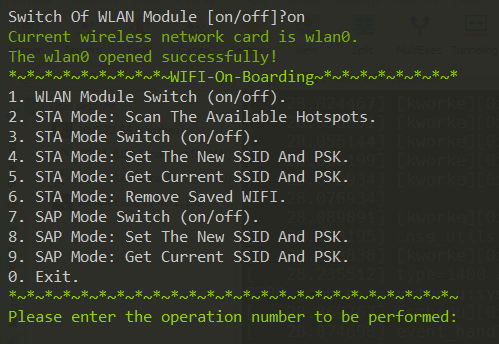 Switch Of WLAN Module [on/off]?on
Current wireless network card is wlan0.
The wlan0 opened successfully!
*~*~*~*~*~*~*~*~*~WIFI-On-Boarding~*~*~*~*~*~*~*~*
1. WLAN Module Switch (on/off).
2. STA Mode: Scan The Available Hotspots.
3. STA Mode Switch (on/off).
4. STA Mode: Set The New SSID And PSK.
5. STA Mode: Get Current SSID And PSK.
6. STA Mode: Remove Saved WIFI.
7. SAP Mode Switch (on/off).
8. SAP Mode: Set The New SSID And PSK.
9. SAP Mode: Get Current SSID And PSK.
0. Exit.
*~*~*~*~*~*~*~*~*~*~*~*~*~*~*~*~*~*~*~*~*~*~*~*~*~
Please enter the operation number to be performed: